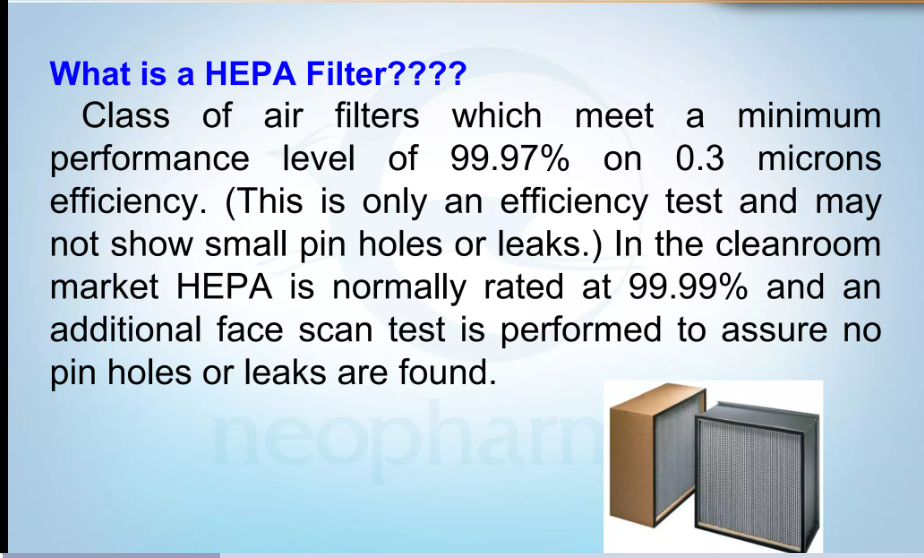 What is a HEPA Filter????
Class of air filters which meet a minimum
performance level of 99.97% on 0.3 microns
efficiency. (This is only an efficiency test and may
not show small pin holes or leaks.) In the cleanroom
market HEPA is normally rated at 99.99% and an
additional face scan test is performed to assure no
pin holes or leaks are found.
neopharm